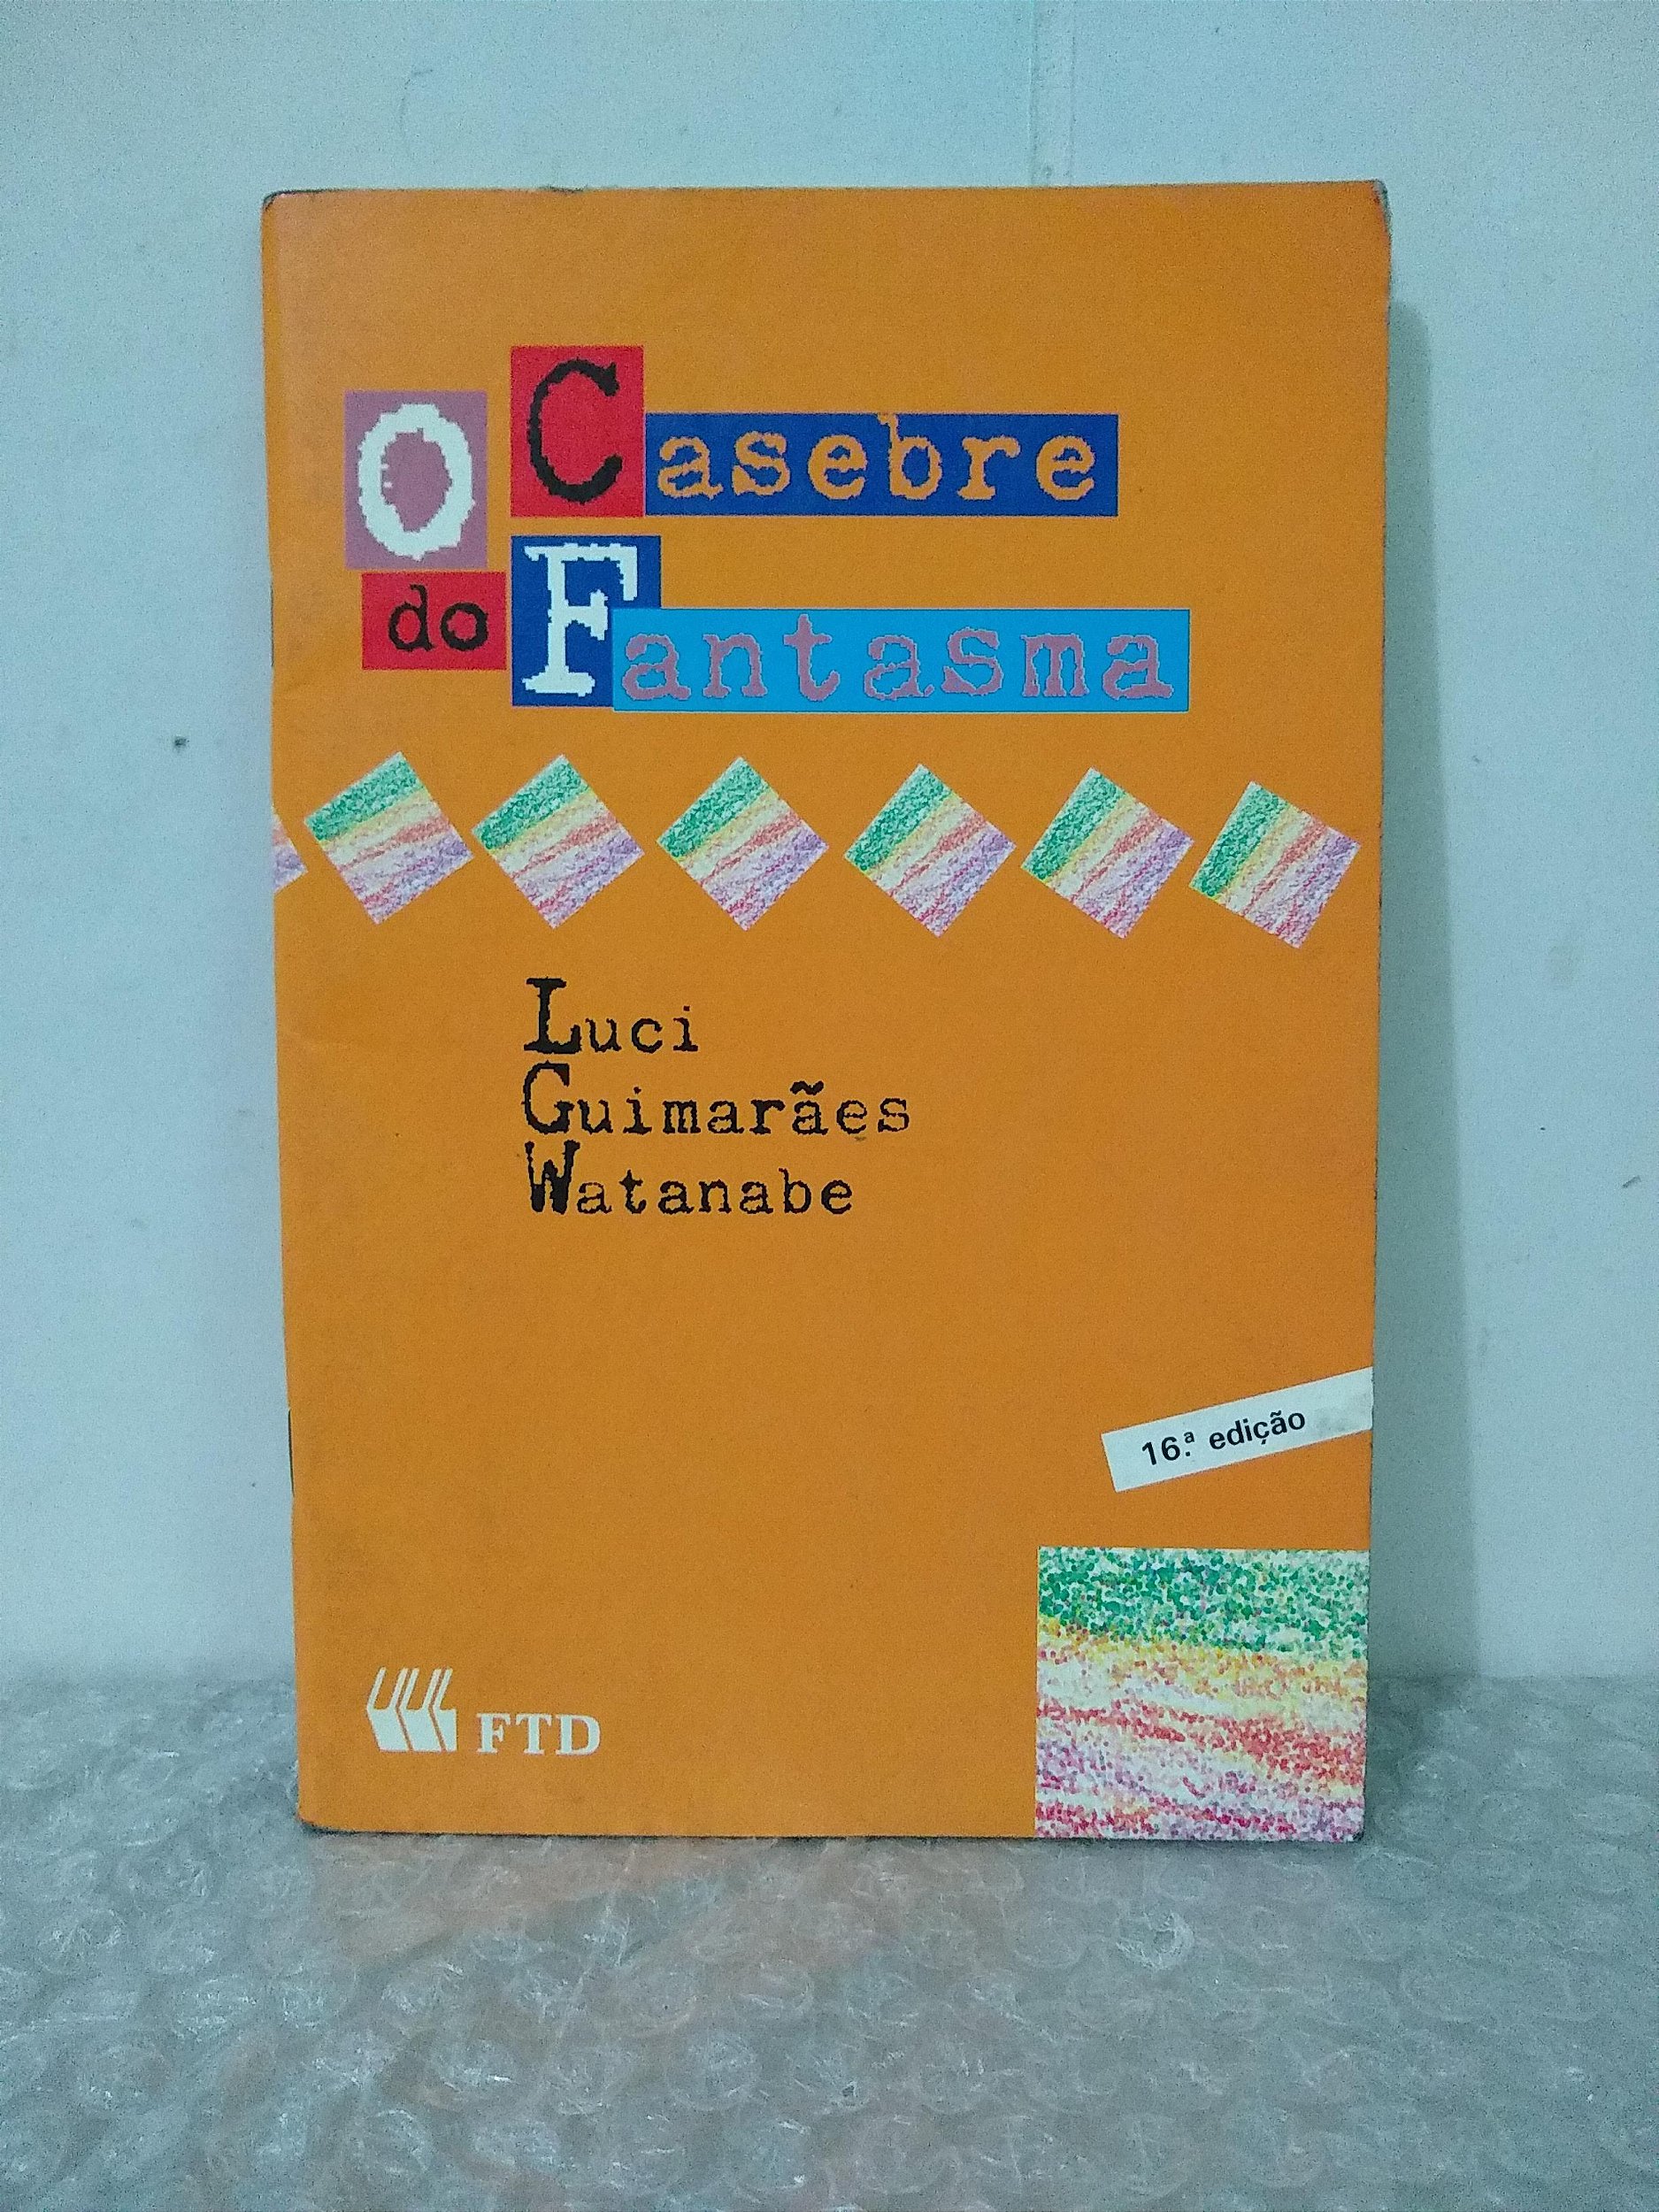 O Casebre
do Fantasma
Luci
Guimarães
Watanabe
16.ª edição
FTD